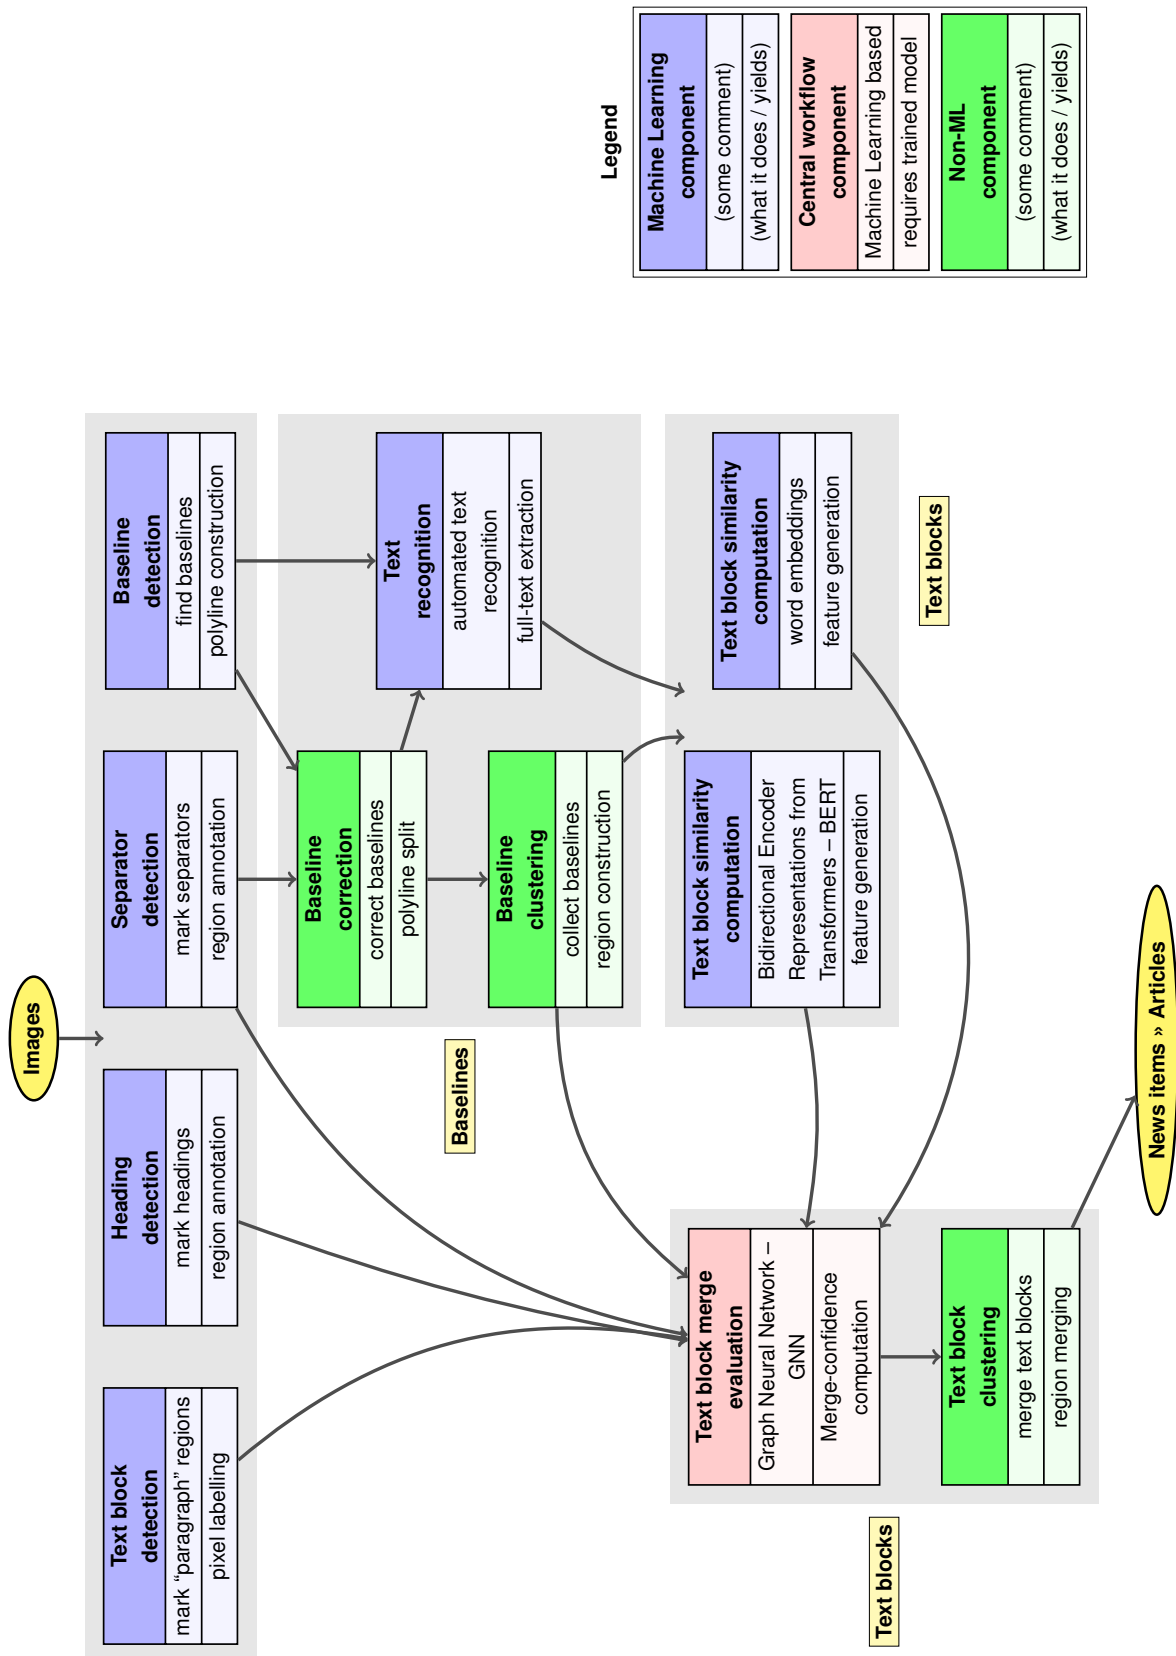 Images
Text block
detection
mark “paragraph” regions
pixel labelling
Heading
detection
mark headings
region annotation
Separator
detection
mark separators
region annotation
Baseline
detection
find baselines
polyline construction
Baselines
Baseline
correction
correct baselines
polyline split
Text
recognition
automated text
recognition
full-text extraction
Baseline
clustering
collect baselines
region construction
Text block similarity
computation
Bidirectional Encoder
Representations from
Transformers – BERT
feature generation
Text block similarity
computation
word embeddings
feature generation
Text blocks
Text blocks
Text block merge
evaluation
Graph Neural Network –
GNN
Merge-confidence
computation
Text block
clustering
merge text blocks
region merging
News items » Articles
Legend
Machine Learning
component
(some comment)
(what it does / yields)
Central workflow
component
Machine Learning based
requires trained model
Non-ML
component
(some comment)
(what it does / yields)